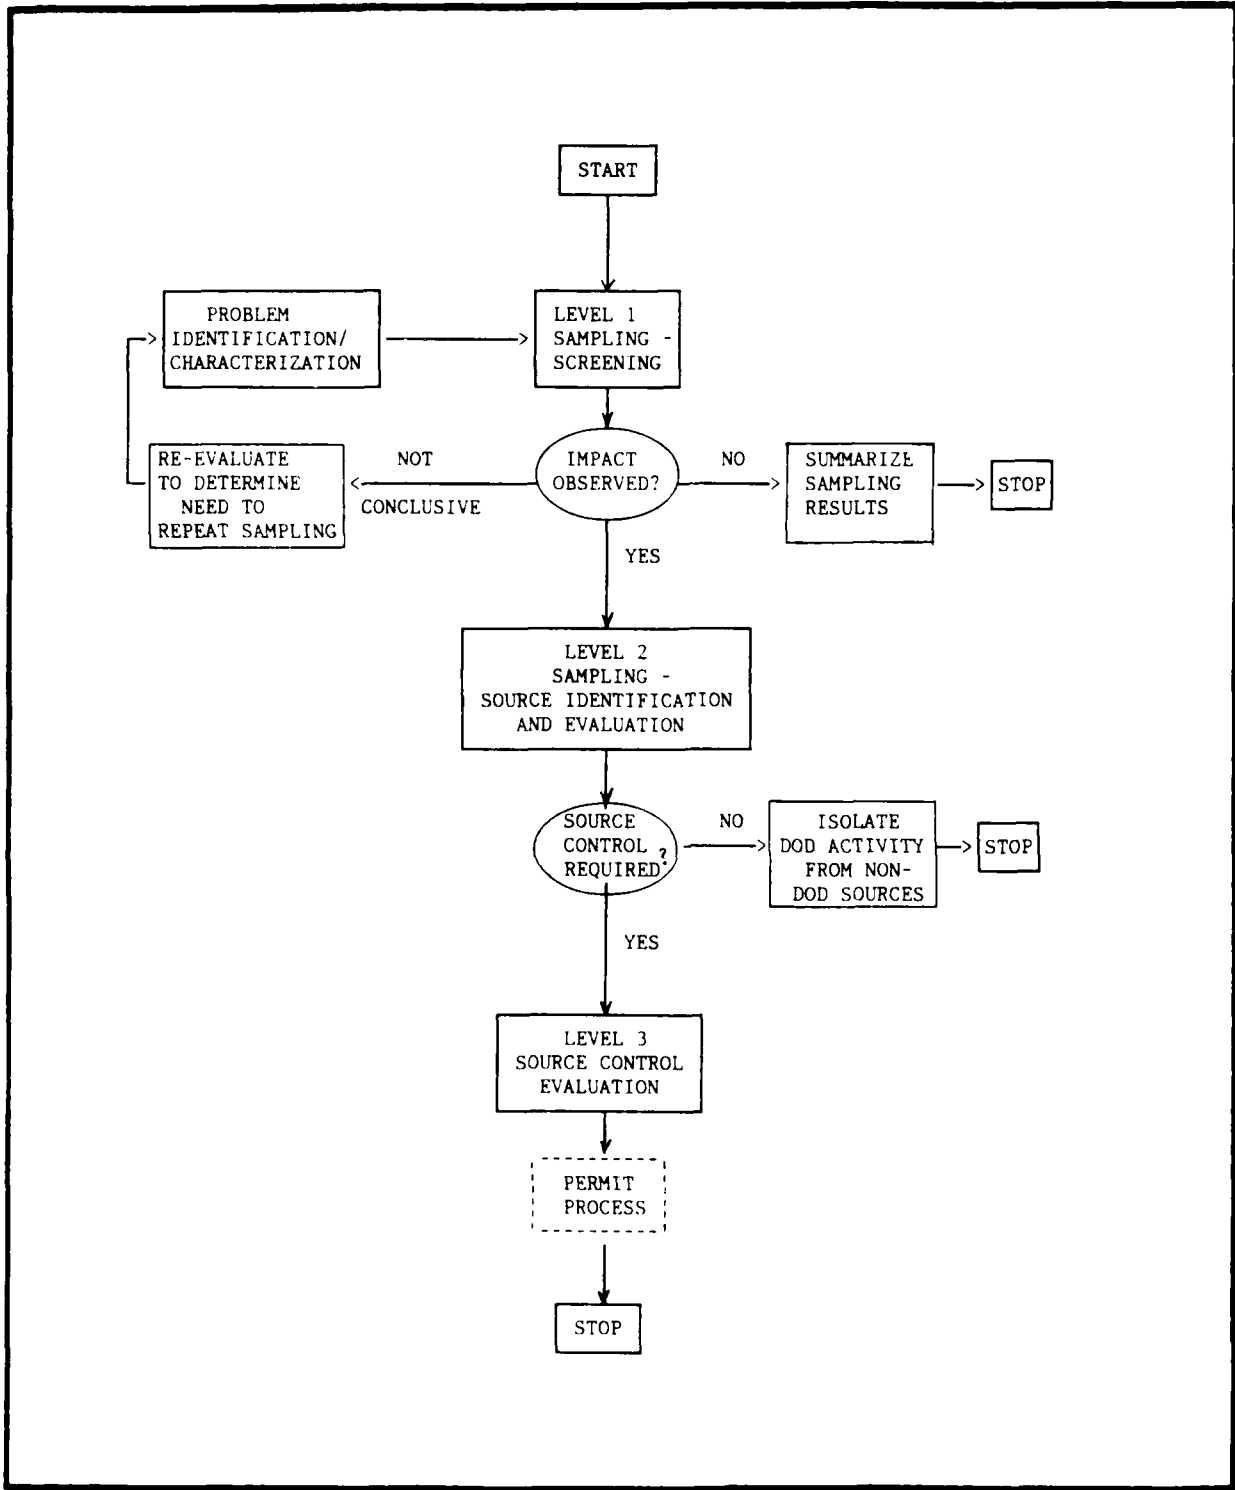 START
PROBLEM
IDENTIFICATION/
CHARACTERIZATION
LEVEL 1
SAMPLING -
SCREENING
RE-EVALUATE
TO DETERMINE
NEED TO
REPEAT SAMPLING
NOT
CONCLUSIVE
IMPACT
OBSERVED?
NO
SUMMARIZE
SAMPLING
RESULTS
STOP
YES
LEVEL 2
SAMPLING -
SOURCE IDENTIFICATION
AND EVALUATION
SOURCE
CONTROL
REQUIRED?
NO
ISOLATE
DOD ACTIVITY
FROM NON-
DOD SOURCES
STOP
YES
LEVEL 3
SOURCE CONTROL
EVALUATION
PERMIT
PROCESS
STOP